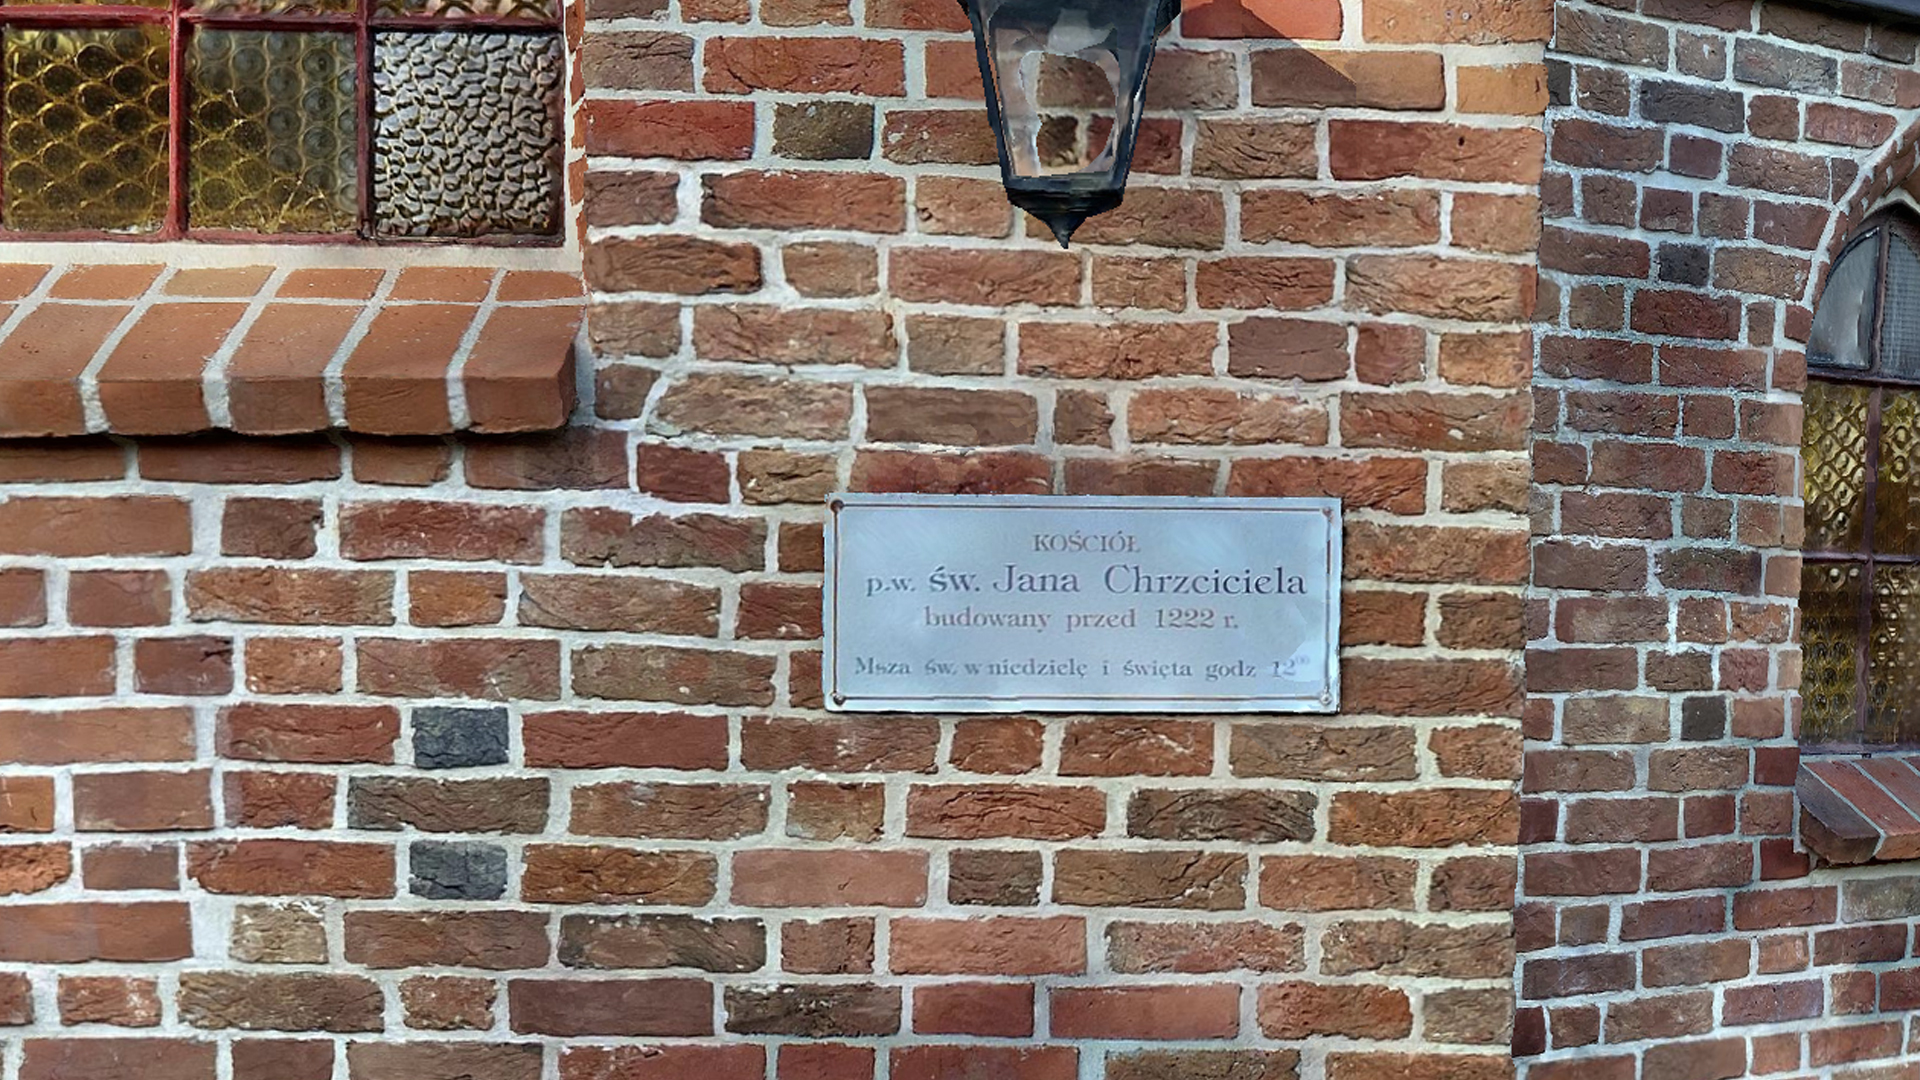 KOŚCIÓŁ
p.w. św. Jana Chrzciciela
budowany przed 1222 r.
Msza św. w niedzielę i święta godz 12⁰⁰